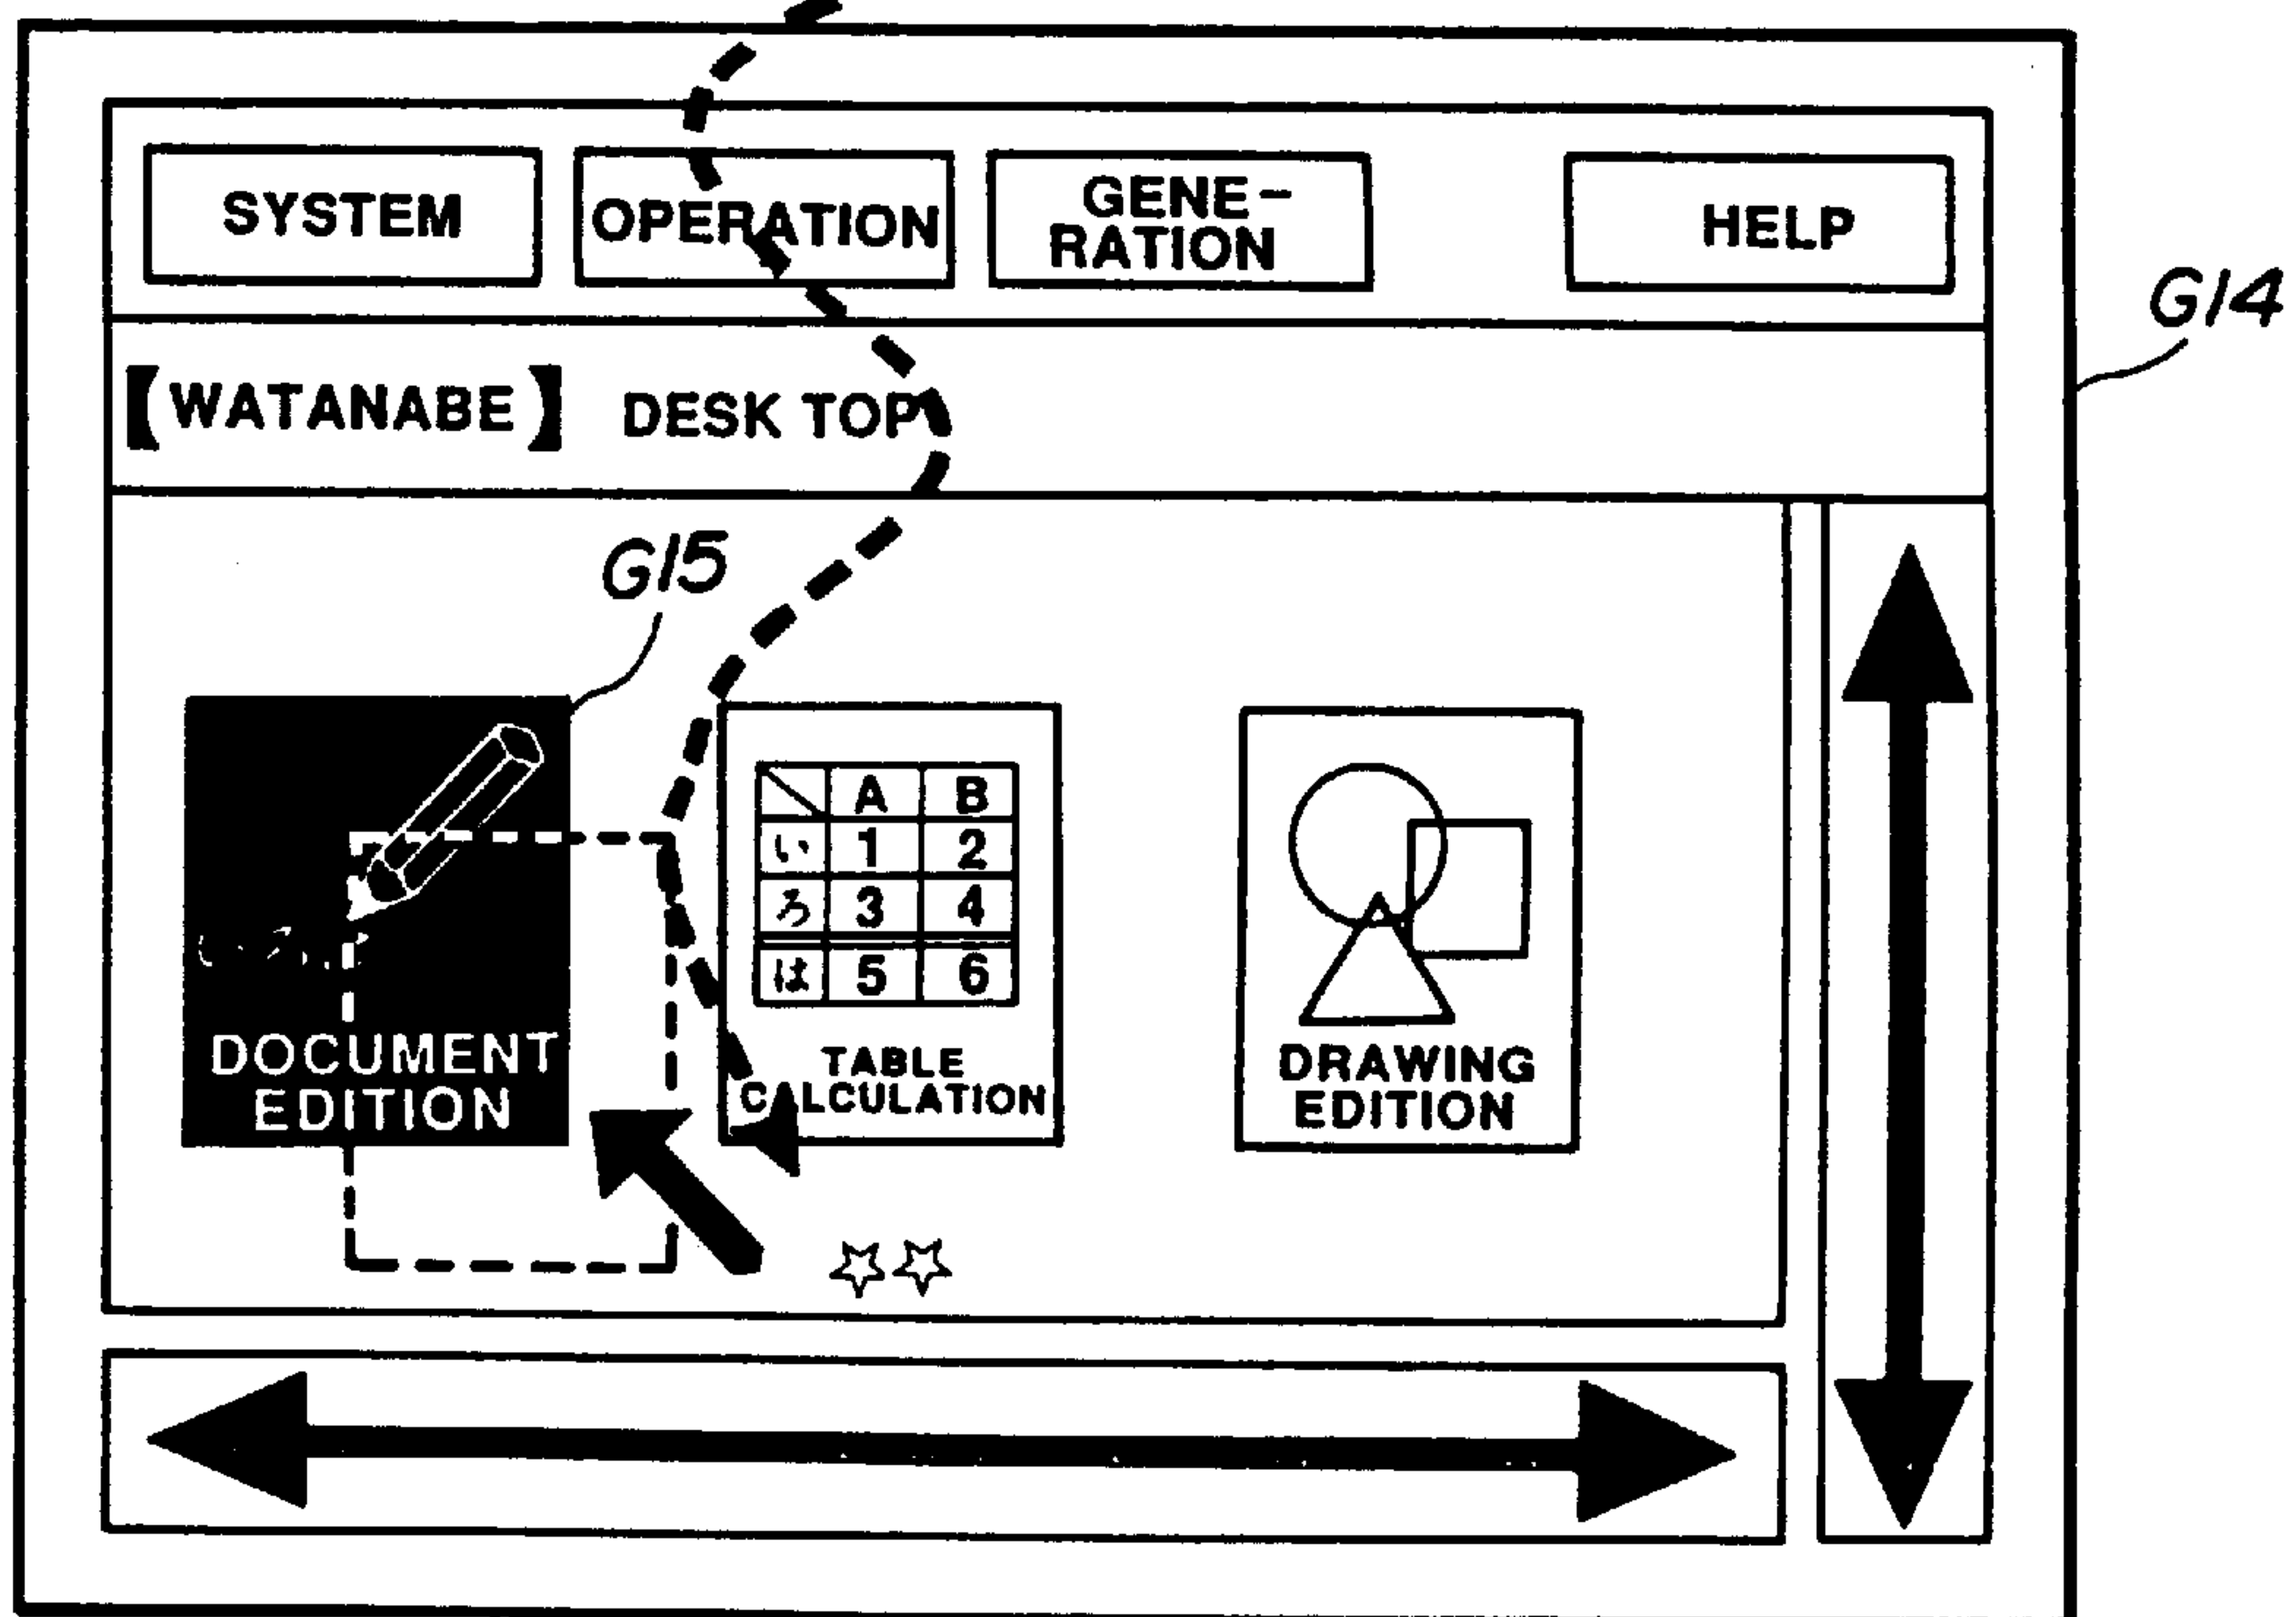 SYSTEM
OPERATION
GENE-
RATION
HELP
G14
【WATANABE】 DESK TOP
G15
A B
い 1 2
ろ 3 4
は 5 6
DOCUMENT
EDITION
TABLE
CALCULATION
DRAWING
EDITION